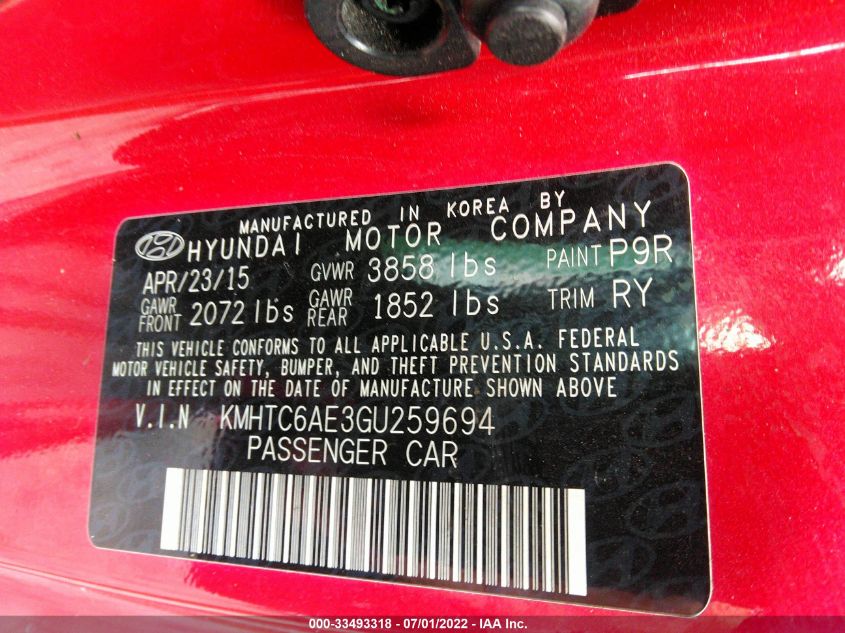 MANUFACTURED IN KOREA BY
HYUNDAI MOTOR COMPANY
APR/23/15 GVWR 3858 lbs PAINT P9R
GAWR FRONT 2072 lbs GAWR REAR 1852 lbs TRIM RY
THIS VEHICLE CONFORMS TO ALL APPLICABLE U.S.A. FEDERAL
MOTOR VEHICLE SAFETY, BUMPER, AND THEFT PREVENTION STANDARDS
IN EFFECT ON THE DATE OF MANUFACTURE SHOWN ABOVE
V.I.N KMHTC6AE3GU259694
PASSENGER CAR
000-33493318 - 07/01/2022 - IAA Inc.